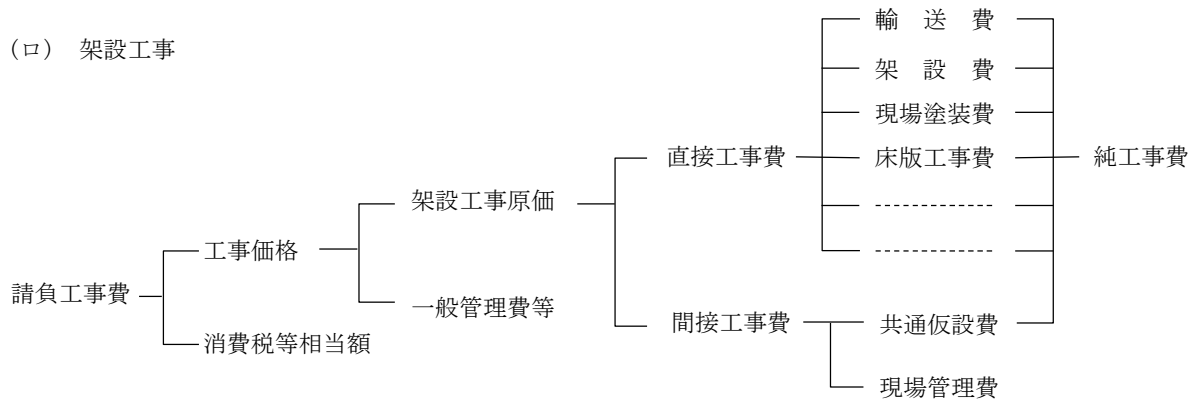 (ロ) 架設工事
輸 送 費
架 設 費
現場塗装費
直接工事費
床版工事費
純工事費
架設工事原価
-------------
工事価格
-------------
請負工事費
一般管理費等
間接工事費
共通仮設費
消費税等相当額
現場管理費